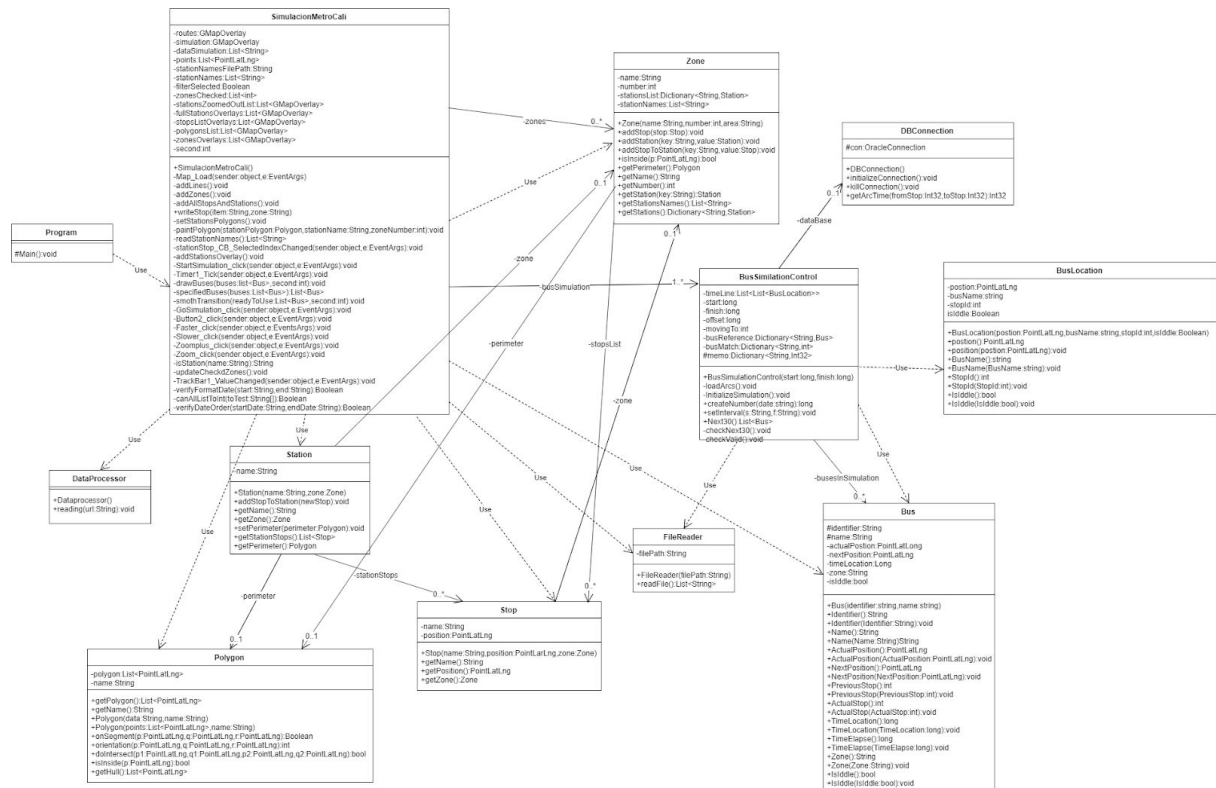 SimulacionMetroCali
-routes:GMapOverlay
-simulation:GMapOverlay
-dataSimulation:List<String>
-points:List<PointLatLng>
-stationNamesFilePath:String
-stationNames:List<String>
-filterSelected:Boolean
-zonesChecked:List<int>
-stationsZoomedOutList:List<GMapOverlay>
-fullStationsOverlays:List<GMapOverlay>
-stopsListOverlays:List<GMapOverlay>
-polygonsList:List<GMapOverlay>
-zonesOverlays:List<GMapOverlay>
-second:int
+SimulacionMetroCali()
-Map_Load(sender:object,e:EventArgs)
-addLines():void
-addZones():void
-addAllStopsAndStations():void
+writeStop(item:String,zone:String)
-setStationsPolygons():void
-paintPolygon(stationPolygon:Polygon,stationName:String,zoneNumber:int):void
-readStationNames():List<String>
-stationStop_CB_SelectedIndexChanged(sender:object,e:EventArgs):void
-addStationsOverlay():void
-StartSimulation_click(sender:object,e:EventArgs):void
-Timer1_Tick(sender:object,e:EventArgs):void
-drawBuses(buses:list<Bus>,second:int):void
-specifiedBuses(buses:List<Bus>):List<Bus>
-smothTransition(readyToUse:List<Bus>,second:int):void
-GoSimulation_click(sender:object,e:EventArgs):void
-Button2_click(sender:object,e:EventArgs):void
-Faster_click(sender:object,e:EventsArgs):void
-Slower_click(sender:object,e:EventArgs):void
-Zoomplus_click(sender:object,e:EventArgs):void
-Zoom_click(sender:object,e:EventArgs):void
-isStation(name:String):String
-updateCheckdZones():void
-TrackBar1_ValueChanged(sender:object,e:EventArgs):void
-verifyFormatDate(start:String,end:String):Boolean
-canAllListToInt(toTest:String[]):Boolean
-verifyDateOrder(startDate:String,endDate:String):Boolean
Zone
-name:String
-number:int
-stationsList:Dictionary<String,Station>
-stationNames:List<String>
+Zone(name:String,number:int,area:String)
+addStop(stop:Stop):void
+addStation(key:String,value:Station):void
+addStopToStation(key:String,value:Stop):void
+isInside(p:PointLatLng):bool
+getPerimeter():Polygon
+getName():String
+getNumber():int
+getStation(key:String):Station
+getStationsNames():List<String>
+getStations():Dictionary<String,Station>
DBConnection
#con:OracleConnection
+DBConnection()
+initializeConnection():void
+killConnection():void
+getArcTime(fromStop:Int32,toStop:Int32):Int32
Program
#Main():void
BusSimilationControl
-timeLine:List<List<BusLocation>>
-start:long
-finish:long
-offset:long
-movingTo:int
-busReference:Dictionary<String,Bus>
-busMatch:Dictionary<String,int>
#memo:Dictionary<String,Int32>
+BusSimulationControl(start:long,finish:long)
-loadArcs():void
-InitializeSimulation():void
+createNumber(date:string):long
+setInterval(s:String,f:String):void
+Next30():List<Bus>
-checkNext30():void
-checkValid():void
BusLocation
-postion:PointLatLng
-busName:string
-stopId:int
isIddle:Boolean
+BusLocation(postion:PointLatLng,busName:string,stopId:int,isIddle:Boolean)
+postion():PointLatLng
+position(postion:PointLatLng):void
+BusName():string
+BusName(BusName:string):void
+StopId():int
+StopId(StopId:int):void
+IsIddle():bool
+IsIddle(IsIddle:bool):void
DataProcessor
+Dataprocessor()
+reading(url:String):void
Station
-name:String
+Station(name:String,zone:Zone)
+addStopToStation(newStop):void
+getName():String
+getZone():Zone
+setPerimeter(perimeter:Polygon):void
+getStationStops():List<Stop>
+getPerimeter():Polygon
FileReader
-filePath:String
+FileReader(filePath:String)
+readFile():List<String>
Stop
-name:String
-position:PointLatLng
+Stop(name:String,position:PointLarLng,zone:Zone)
+getName():String
+getPosition():PointLatLng
+getZone():Zone
Polygon
-polygon:List<PointLatLng>
-name:String
+getPolygon():List<PointLatLng>
+getName():String
+Polygon(data:String,name:String)
+Polygon(points:List<PointLatLng>,name:String)
+onSegment(p:PointLatLng,q:PointLatLng,r:PointLatLng):Boolean
+orientation(p:PointLatLng,q:PointLatLng,r:PointLatLng):int
+doIntersect(p1:PointLatLng,q1:PointLatLng,p2:PointLatLng,q2:PointLatLng):bool
+isInside(p:PointLatLng):bool
+getHull():List<PointLatLng>
Bus
#identifier:String
#name:String
-actualPostion:PointLatLong
-nextPosition:PointLatLng
-timeLocation:Long
-zone:String
-isIddle:bool
+Bus(identifier:string,name:string)
+Identifier():String
+Identifier(Identifier:String):void
+Name():String
+Name(Name:String)String
+ActualPosition():PointLatLng
+ActualPosition(ActualPosition:PointLatLng):void
+NextPosition():PointLatLng
+NextPosition(NextPosition:PointLatLng):void
+PreviousStop():int
+PreviousStop(PreviousStop:int):void
+ActualStop():int
+ActualStop(ActualStop:int):void
+TimeLocation():long
+TimeLocation(TimeLocation:long):void
+TimeElapse():long
+TimeElapse(TimeElapse:long):void
+Zone():String
+Zone(Zone:String):void
+IsIddle():bool
+IsIddle(IsIddle:bool):void
-zones
0..*
Use
0..1
-zone
-busSimulation
1..*
-perimeter
-stopsList
0..1
-zone
-dataBase
0..1
Use
Use
Use
Use
Use
Use
Use
Use
Use
-busesInSimulation
0..*
Use
-stationStops
0..*
-perimeter
0..1
0..1
0..*